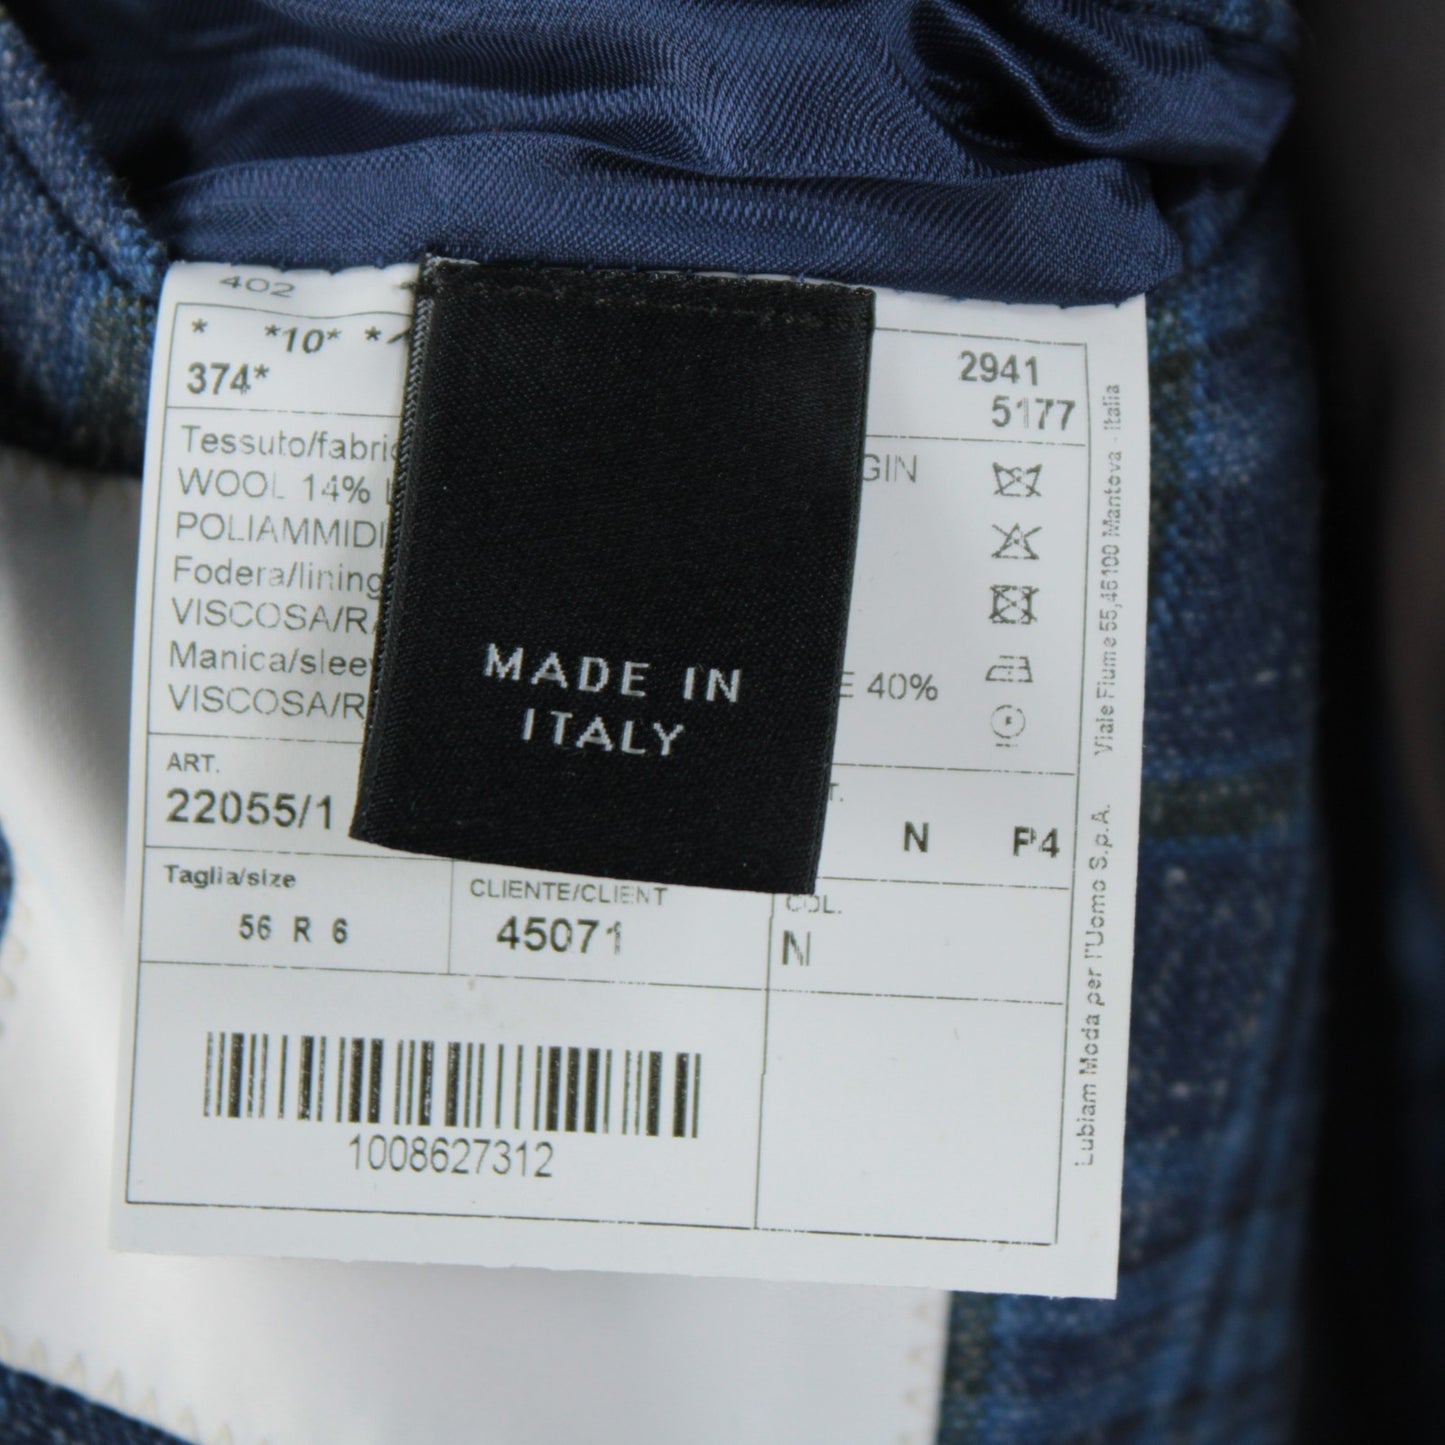 402
* *10*
374*
2941
5177
Tessuto/fabric
WOOL 14%
GIN
POLIAMMIDI
Fodera/lining
VISCOSA/RA
Manica/sleev
VISCOSA/R
E 40%
MADE IN
ITALY
ART.
22055/1
T.
N P4
Taglia/size
56 R 6
CLIENTE/CLIENT
45071
COL.
N
1008627312
Lubiam Moda per l'Uomo S.p.A. Viale Fiume 55,46100 Mantova - Italia